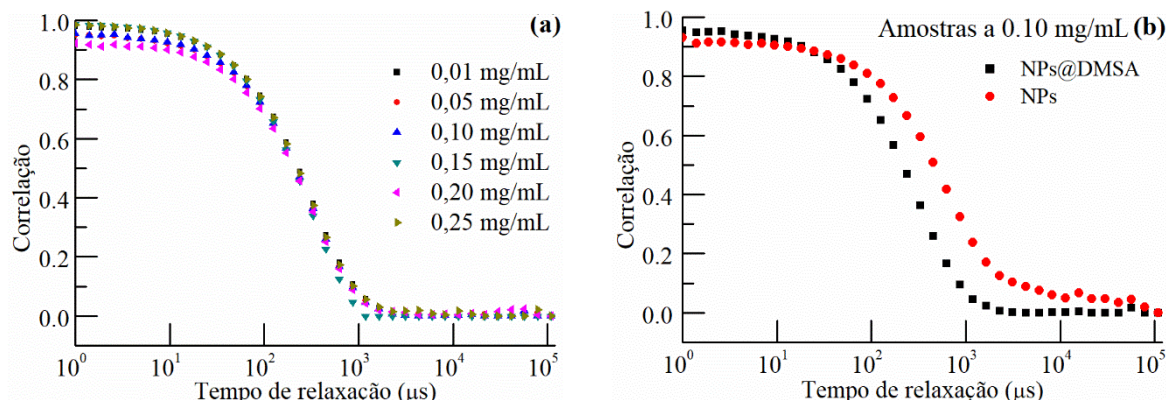 (a)
Correlação
1.0
0.8
0.6
0.4
0.2
0.0
0,01 mg/mL
0,05 mg/mL
0,10 mg/mL
0,15 mg/mL
0,20 mg/mL
0,25 mg/mL
10⁰ 10¹ 10² 10³ 10⁴ 10⁵
Tempo de relaxação (μs)
Amostras a 0.10 mg/mL (b)
NPs@DMSA
NPs
Correlação
1.0
0.8
0.6
0.4
0.2
0.0
10⁰ 10¹ 10² 10³ 10⁴ 10⁵
Tempo de relaxação (μs)